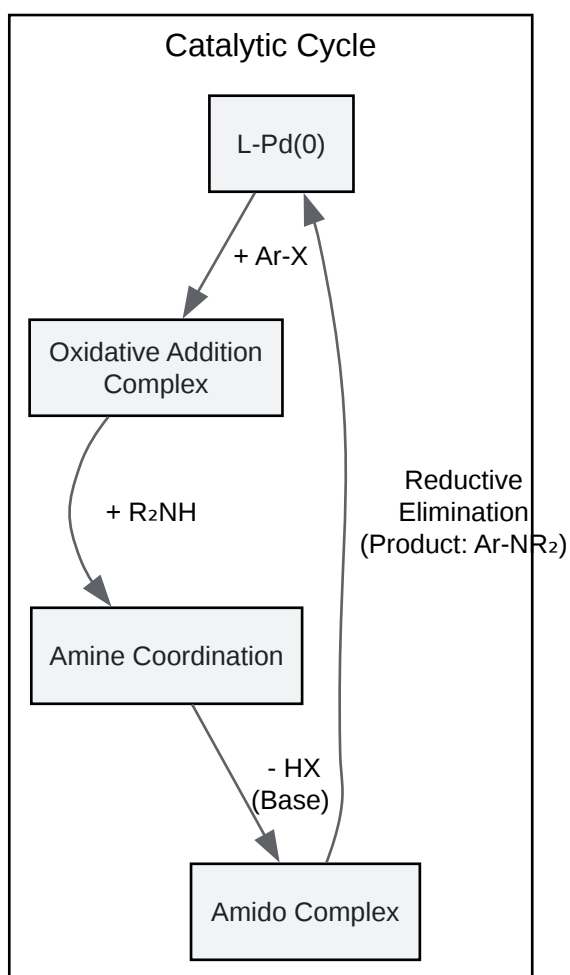 Catalytic Cycle
L-Pd(0)
+ Ar-X
Oxidative Addition
Complex
+ R₂NH
Reductive
Elimination
(Product: Ar-NR₂)
Amine Coordination
- HX
(Base)
Amido Complex